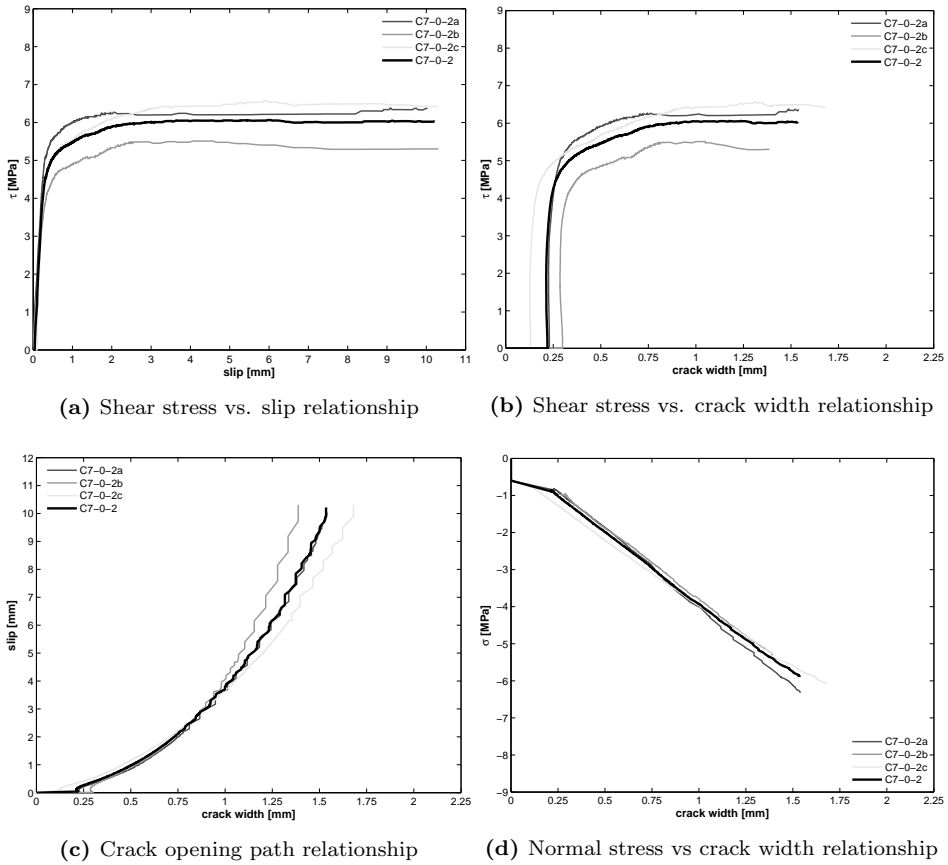 9
8
7
6
5
4
3
2
1
0
τ [MPa]
C7−0−2a
C7−0−2b
C7−0−2c
C7−0−2
0 1 2 3 4 5 6 7 8 9 10 11
slip [mm]
(a) Shear stress vs. slip relationship
9
8
7
6
5
4
3
2
1
0
τ [MPa]
C7−0−2a
C7−0−2b
C7−0−2c
C7−0−2
0 0.25 0.5 0.75 1 1.25 1.5 1.75 2 2.25
crack width [mm]
(b) Shear stress vs. crack width relationship
12
11
10
9
8
7
6
5
4
3
2
1
0
slip [mm]
C7−0−2a
C7−0−2b
C7−0−2c
C7−0−2
0 0.25 0.5 0.75 1 1.25 1.5 1.75 2 2.25
crack width [mm]
(c) Crack opening path relationship
0
−1
−2
−3
−4
−5
−6
−7
−8
−9
σ [MPa]
C7−0−2a
C7−0−2b
C7−0−2c
C7−0−2
0 0.25 0.5 0.75 1 1.25 1.5 1.75 2 2.25
crack width [mm]
(d) Normal stress vs crack width relationship